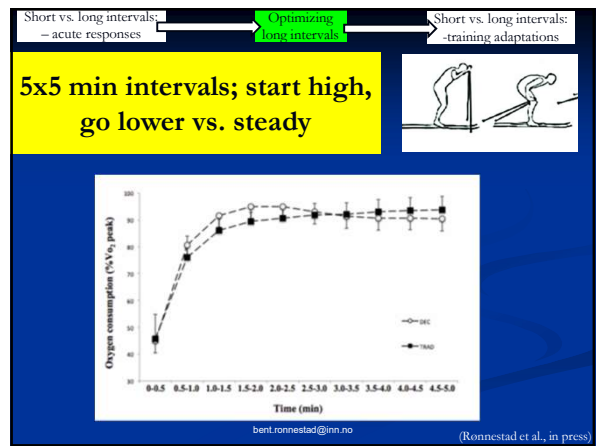 Short vs. long intervals;
– acute responses
Optimizing
long intervals
Short vs. long intervals:
-training adaptations
5x5 min intervals; start high,
go lower vs. steady
Oxygen consumption (%Vo₂ peak)
100
90
80
70
60
50
40
30
DEC
TRAD
0-0.5 0.5-1.0 1.0-1.5 1.5-2.0 2.0-2.5 2.5-3.0 3.0-3.5 3.5-4.0 4.0-4.5 4.5-5.0
Time (min)
bent.ronnestad@inn.no
(Rønnestad et al., in press)